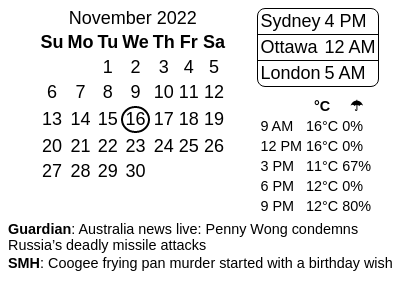 November 2022
Su Mo Tu We Th Fr Sa
1 2 3 4 5
6 7 8 9 10 11 12
13 14 15 16 17 18 19
20 21 22 23 24 25 26
27 28 29 30
Sydney 4 PM
Ottawa 12 AM
London 5 AM
°C ☂
9 AM 16°C 0%
12 PM 16°C 0%
3 PM 11°C 67%
6 PM 12°C 0%
9 PM 12°C 80%
Guardian: Australia news live: Penny Wong condemns
Russia’s deadly missile attacks
SMH: Coogee frying pan murder started with a birthday wish